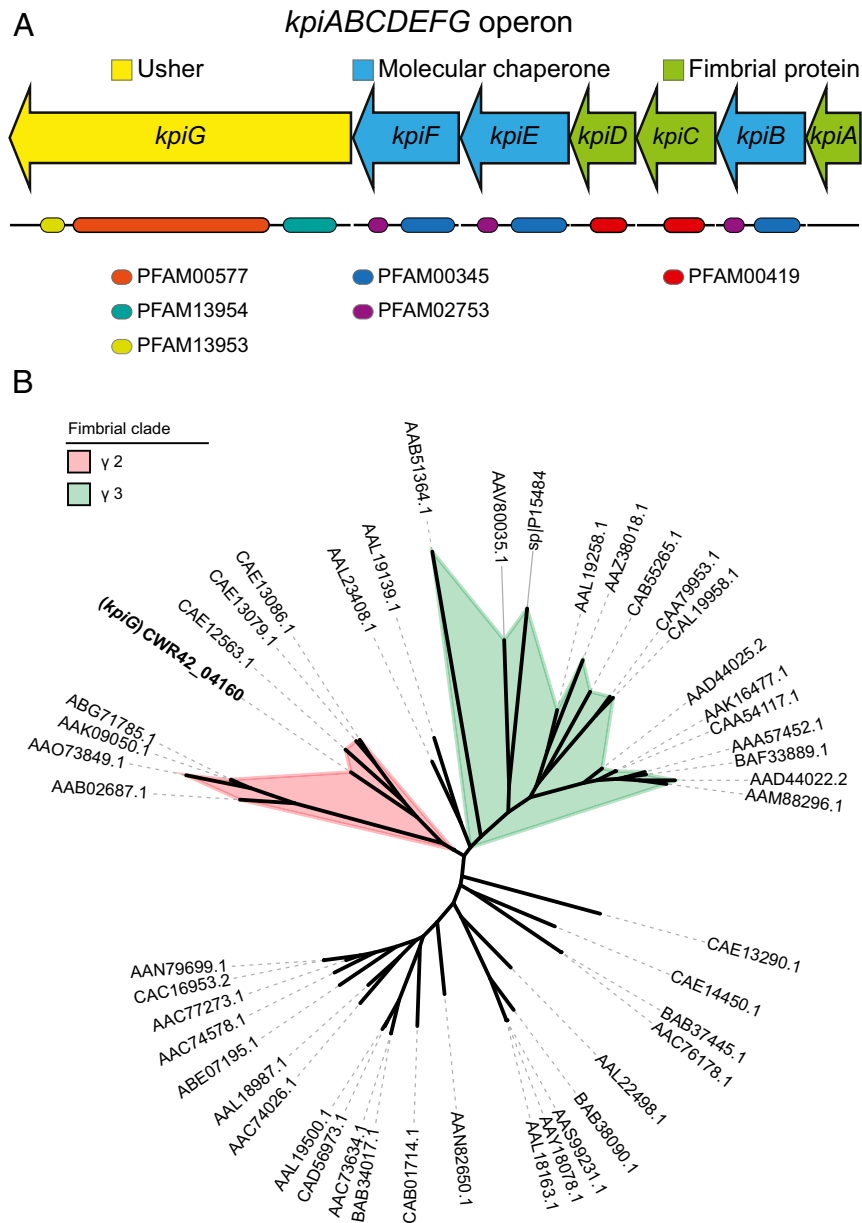 A
kpiABCDEFG operon
Usher
Molecular chaperone
Fimbrial protein
kpiG
kpiF
kpiE
kpiD
kpiC
kpiB
kpiA
PFAM00577
PFAM00345
PFAM00419
PFAM13954
PFAM02753
PFAM13953
B
Fimbrial clade
γ 2
γ 3
AAB51364.1
AAV80035.1
sp|P15484
AAL19258.1
AAZ38018.1
CAB55265.1
CAA79953.1
CAL19958.1
AAD44025.2
AAK16477.1
CAA54117.1
AAA57452.1
BAF33889.1
AAD44022.2
AAM88296.1
AAL19139.1
AAL23408.1
CAE13086.1
CAE13079.1
CAE12563.1
(kpiG) CWR42_04160
ABG71785.1
AAK09050.1
AAO73849.1
AAB02687.1
CAE13290.1
CAE14450.1
BAB37445.1
AAC76178.1
AAL22498.1
BAB38090.1
AAS99231.1
AAY18078.1
AAL18163.1
AAN82650.1
CAB01714.1
BAB34017.1
AAC73634.1
CAD56973.1
AAL19500.1
AAC74026.1
AAL18987.1
ABE07195.1
AAC74578.1
AAC77273.1
CAC16953.2
AAN79699.1